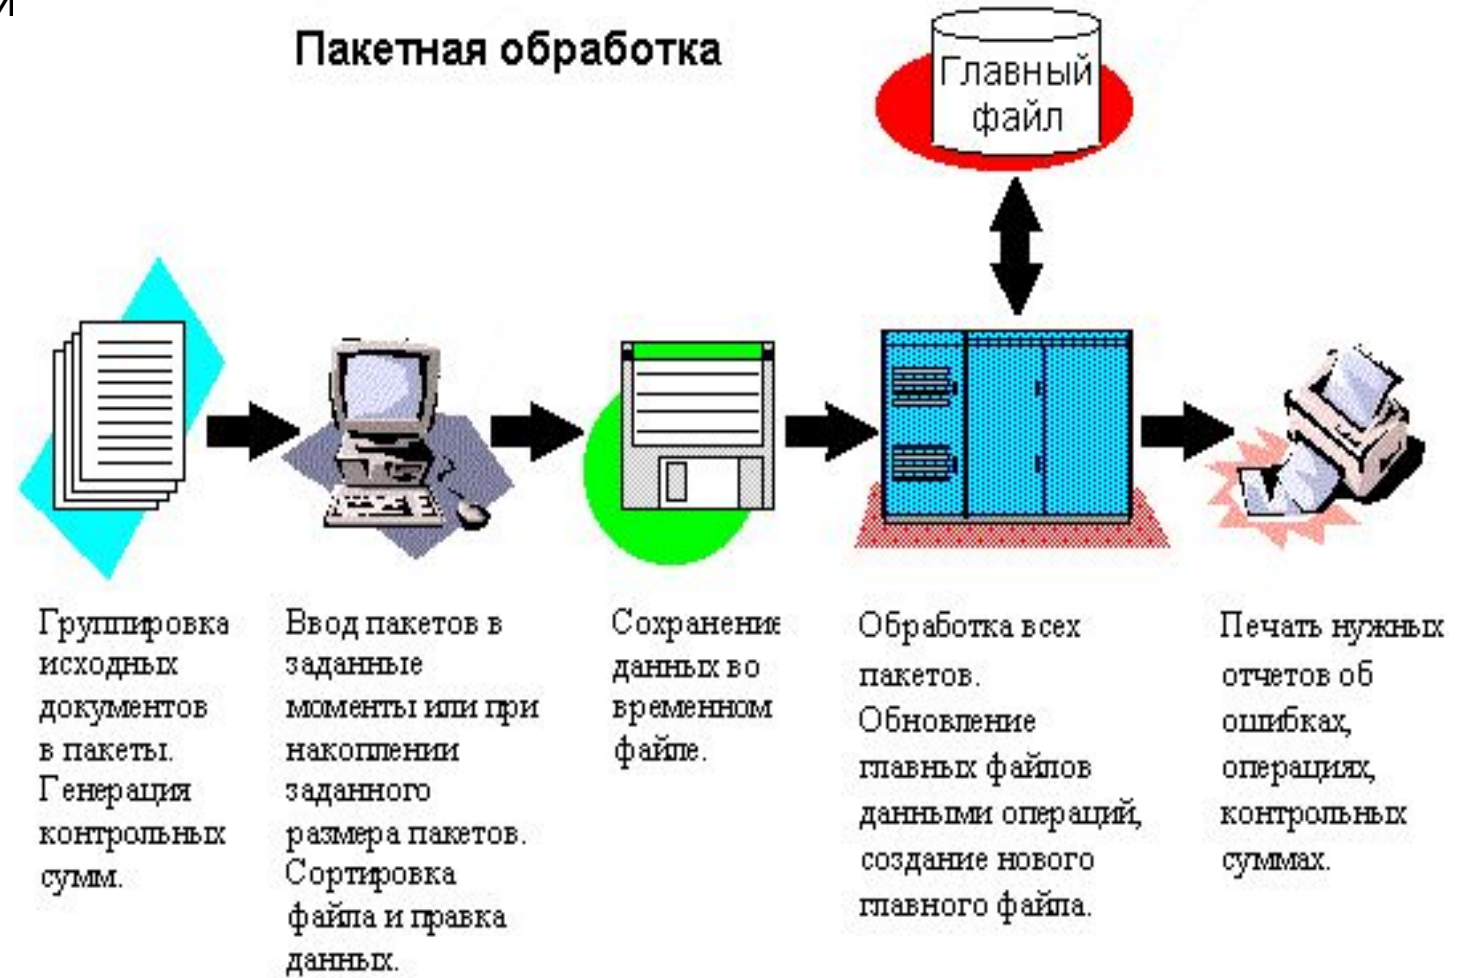 и
Пакетная обработка
Главный
файл
Группировка
исходных
документов
в пакеты.
Генерация
контрольных
сумм.
Ввод пакетов в
заданные
моменты или при
накоплении
заданного
размера пакетов.
Сортировка
файла и правка
данных.
Сохранение
данных во
временном
файле.
Обработка всех
пакетов.
Обновление
главных файлов
данными операций,
создание нового
главного файла.
Печать нужных
отчетов об
ошибках,
операциях,
контрольных
суммах.